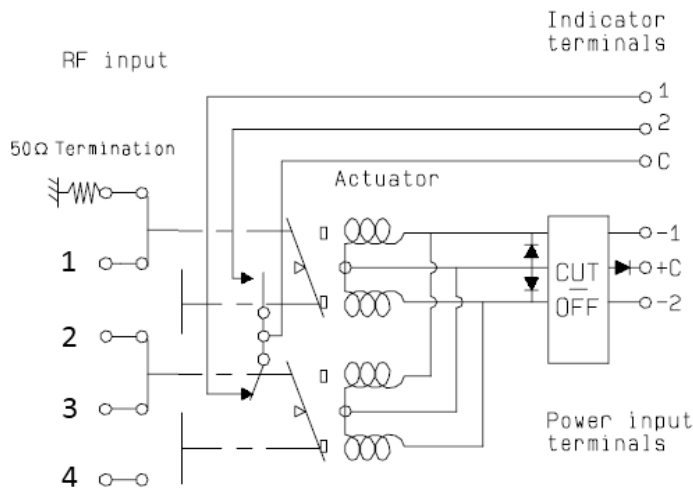 Indicator
terminals
RF input
1
2
50Ω Termination
C
Actuator
-1
1
CUT
OFF
+C
-2
2
3
Power input
terminals
4